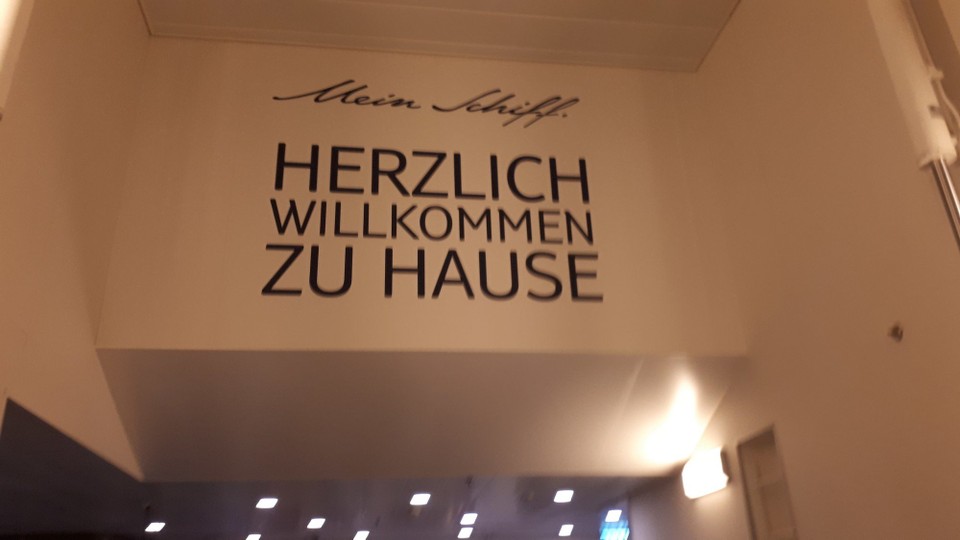 Mein Schiff.
HERZLICH
WILLKOMMEN
ZU HAUSE